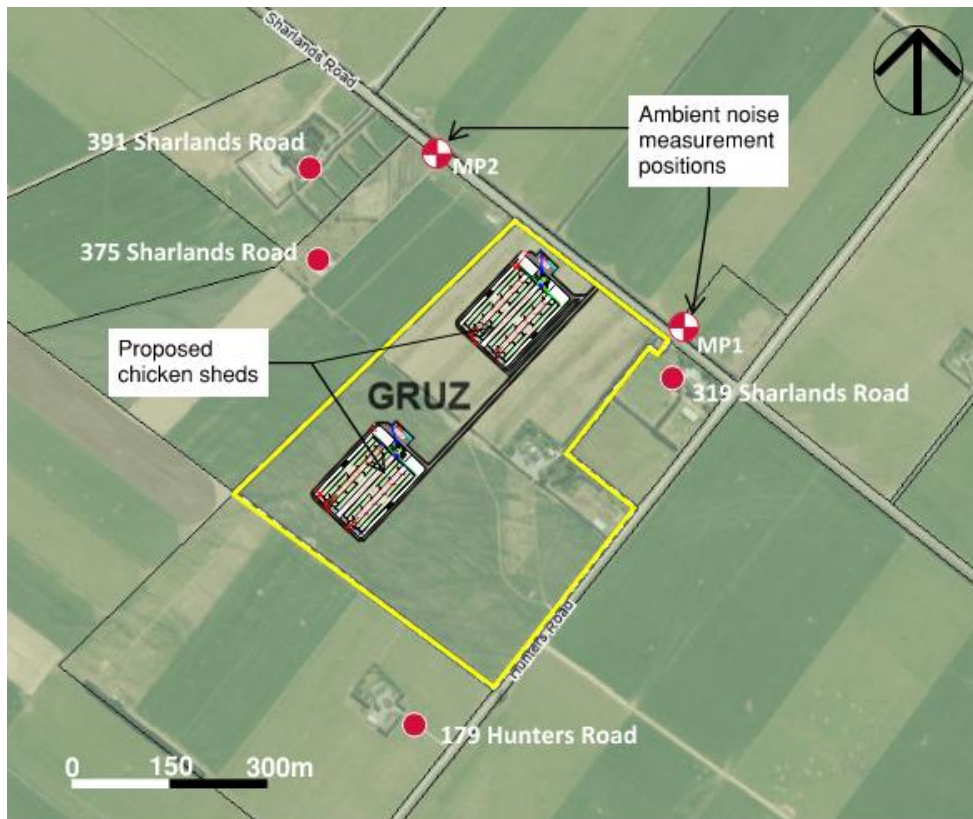 Sharlands Road
Ambient noise
measurement
positions
391 Sharlands Road
MP2
375 Sharlands Road
Proposed
chicken sheds
MP1
GRUZ
319 Sharlands Road
Hunters Road
179 Hunters Road
0 150 300m